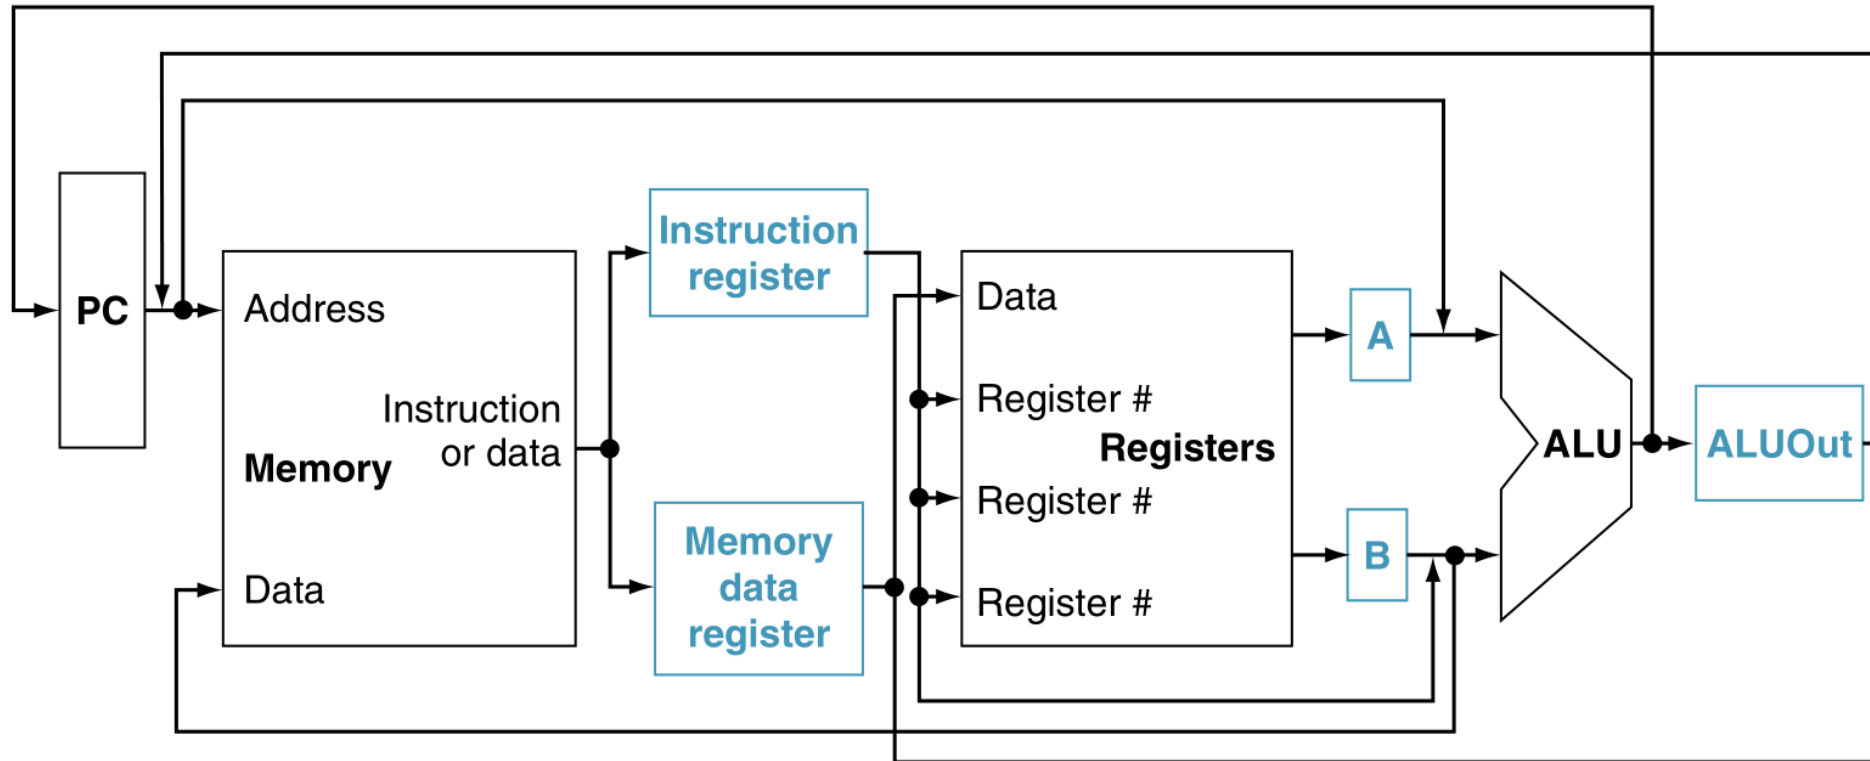 PC
Address
Instruction
or data
Memory
Data
Instruction
register
Memory
data
register
Data
Register #
Registers
Register #
Register #
A
B
ALU
ALUOut